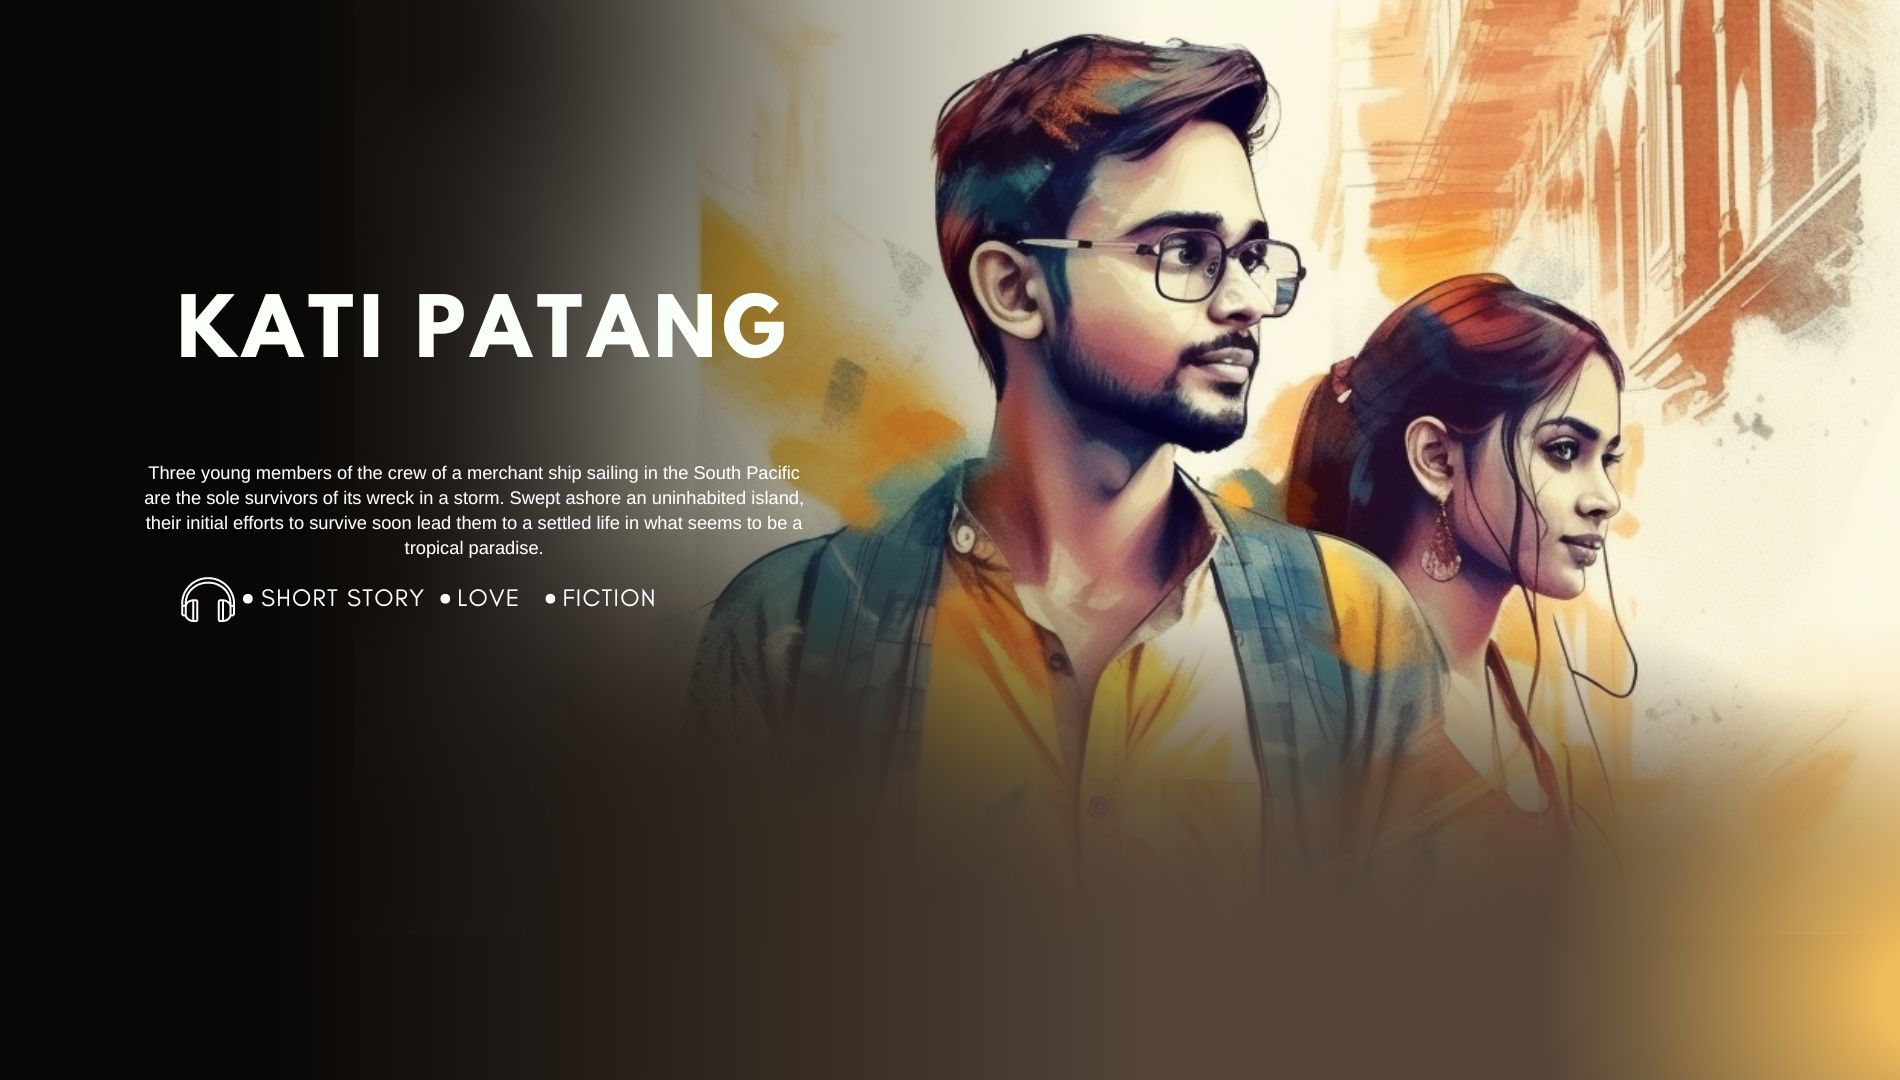 KATI PATANG
Three young members of the crew of a merchant ship sailing in the South Pacific
are the sole survivors of its wreck in a storm. Swept ashore an uninhabited island,
their initial efforts to survive soon lead them to a settled life in what seems to be a
tropical paradise.
• SHORT STORY • LOVE • FICTION